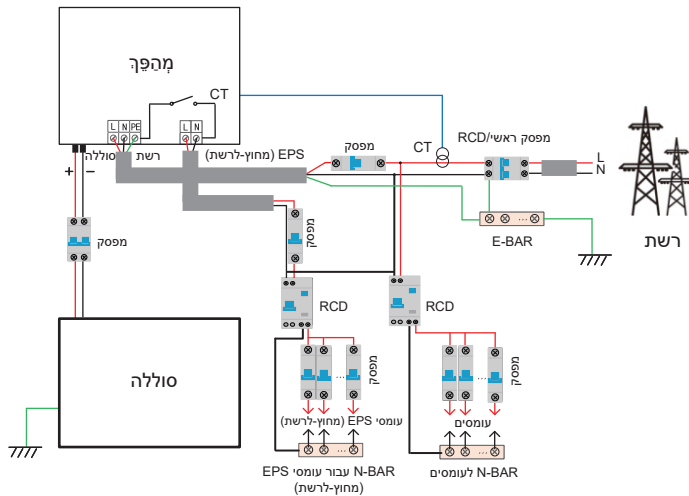 מְהַפֵּךְ
CT
L N PE
L N
סוללה
רשת
EPS (מחוץ-לרשת)
+
−
מפסק
מפסק
CT
מפסק ראשי/RCD
L
N
רשת
E-BAR
מפסק
RCD
RCD
סוללה
מפסק
מפסק
...
...
...
עומסי EPS (מחוץ-לרשת)
עומסים
...
...
N-BAR עבור עומסי EPS
(מחוץ-לרשת)
N-BAR לעומסים